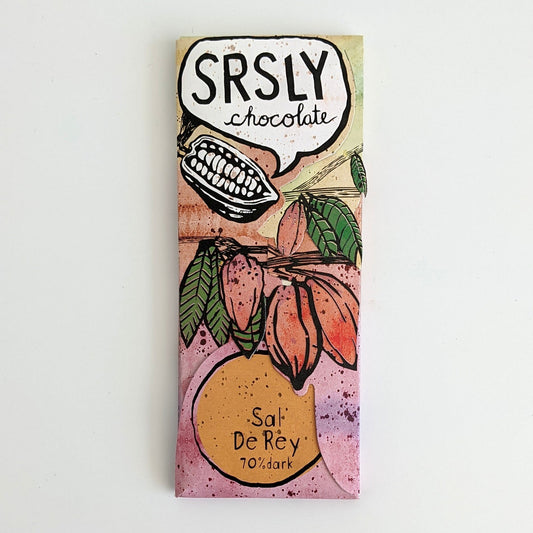 SRSLY
chocolate
Sal
De Rey
70% dark